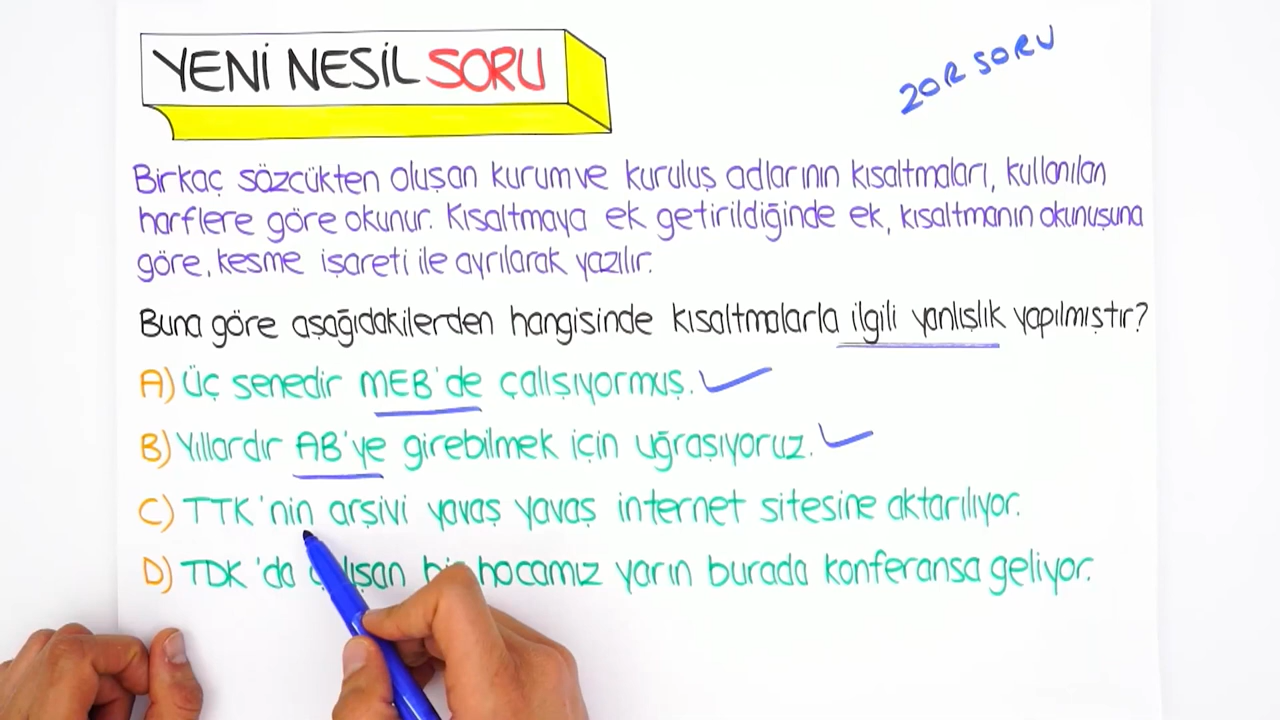 YENİ NESİL SORU
ZOR SORU
Birkaç sözcükten oluşan kurum ve kuruluş adlarının kısaltmaları, kullanılan
harflere göre okunur. Kısaltmaya ek getirildiğinde ek, kısaltmanın okunuşuna
göre, kesme işareti ile ayrılarak yazılır.
Buna göre aşağıdakilerden hangisinde kısaltmalarla ilgili yanlışlık yapılmıştır?
A) Üç senedir MEB'de çalışıyormuş.
B) Yıllardır AB'ye girebilmek için uğraşıyoruz.
C) TTK'nin arşivi yavaş yavaş internet sitesine aktarılıyor.
D) TDK'da hocamız yarın burada konferansa geliyor.